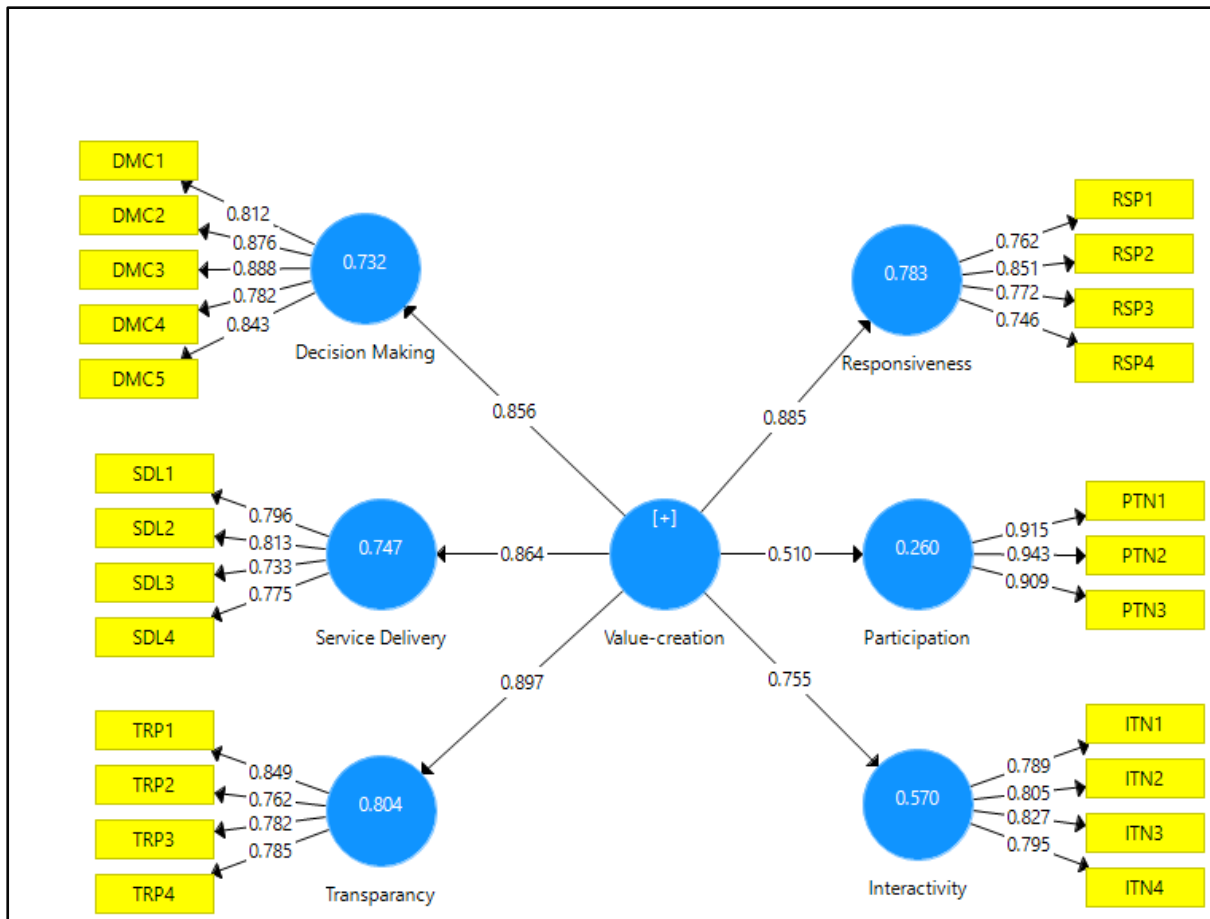 DMC1
DMC2
DMC3
DMC4
DMC5
0.812
0.876
0.888
0.782
0.843
0.732
Decision Making
0.856
RSP1
RSP2
RSP3
RSP4
0.762
0.851
0.772
0.746
0.783
Responsiveness
0.885
SDL1
SDL2
SDL3
SDL4
0.796
0.813
0.733
0.775
0.747
Service Delivery
0.864
[+]
Value-creation
0.510
0.260
Participation
0.915
0.943
0.909
PTN1
PTN2
PTN3
0.897
0.755
TRP1
TRP2
TRP3
TRP4
0.849
0.762
0.782
0.785
0.804
Transparancy
0.570
Interactivity
0.789
0.805
0.827
0.795
ITN1
ITN2
ITN3
ITN4